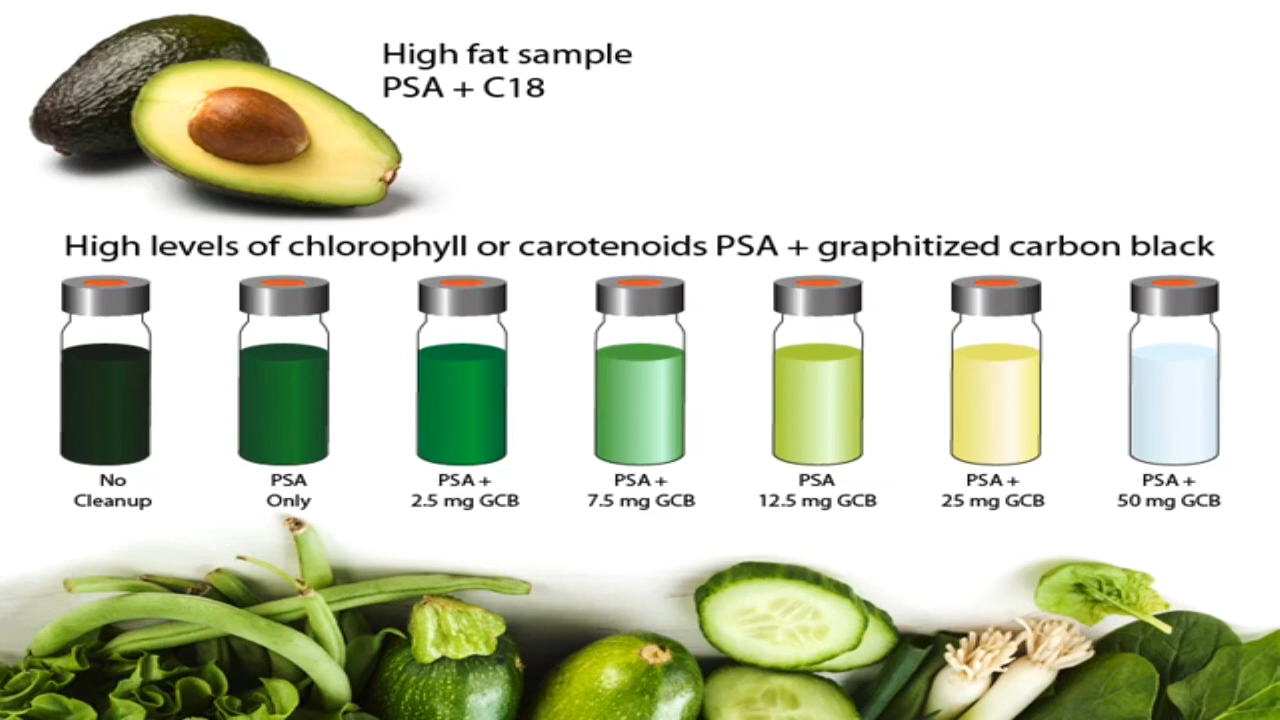 High fat sample
PSA + C18
High levels of chlorophyll or carotenoids PSA + graphitized carbon black
No
Cleanup
PSA
Only
PSA +
2.5 mg GCB
PSA +
7.5 mg GCB
PSA
12.5 mg GCB
PSA +
25 mg GCB
PSA +
50 mg GCB